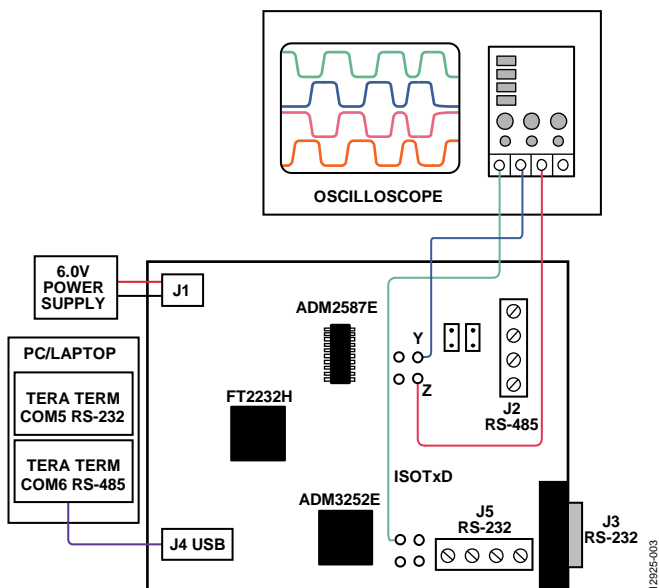 OSCILLOSCOPE
6.0V
POWER
SUPPLY
J1
PC/LAPTOP
TERA TERM
COM5 RS-232
TERA TERM
COM6 RS-485
J4 USB
ADM2587E
FT2232H
ADM3252E
Y
Z
J2
RS-485
ISOTxD
J5
RS-232
J3
RS-232
12925-003